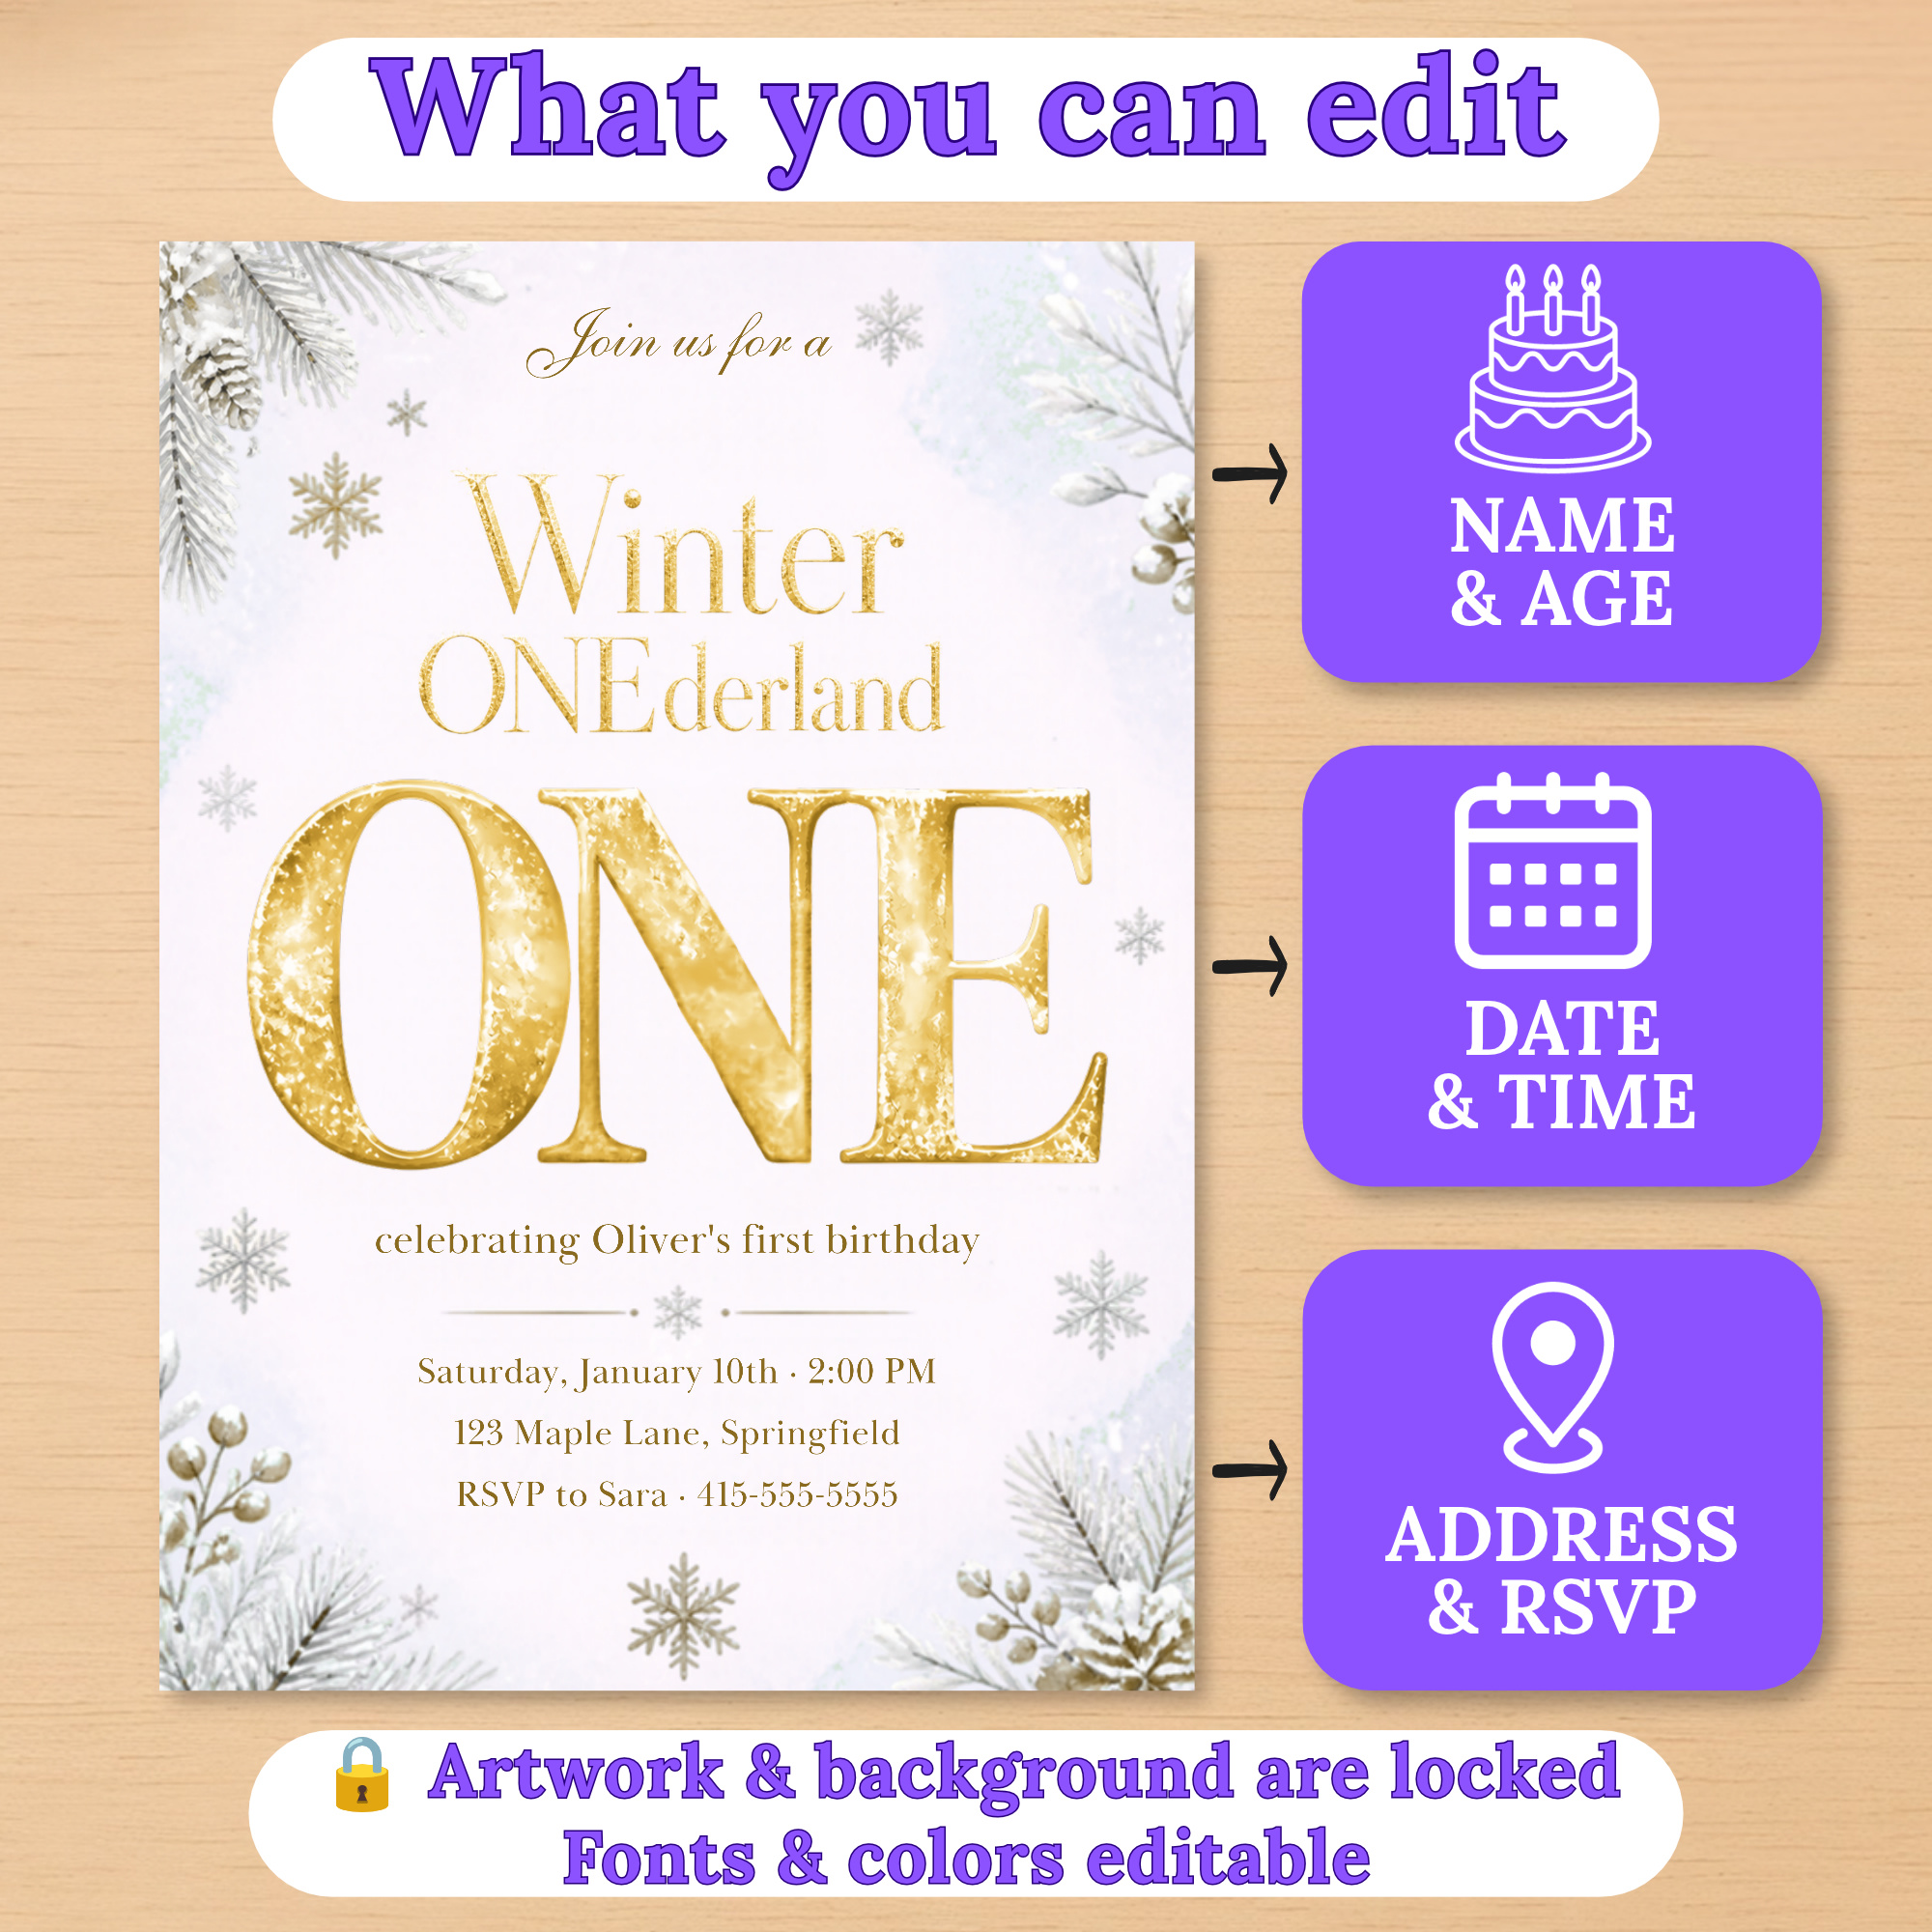 What you can edit
Join us for a
Winter
ONEderland
ONE
celebrating Oliver's first birthday
Saturday, January 10th · 2:00 PM
123 Maple Lane, Springfield
RSVP to Sara · 415-555-5555
NAME
& AGE
DATE
& TIME
ADDRESS
& RSVP
🔒 Artwork & background are locked
Fonts & colors editable